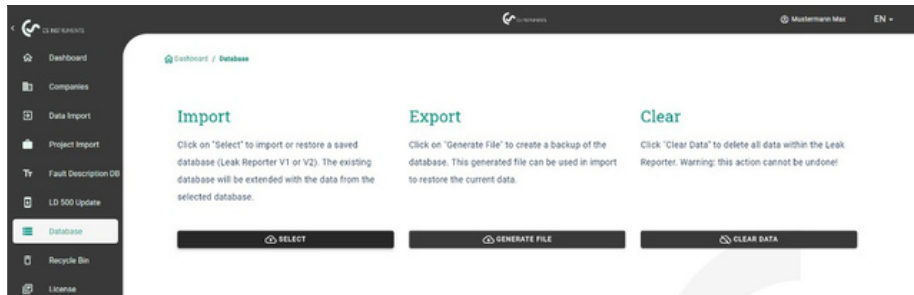 CS INSTRUMENTS
CS INSTRUMENTS
Mustermann Max
EN
Dashboard
Companies
Data Import
Project Import
Fault Description DB
LD 500 Update
Database
Recycle Bin
License
Dashboard / Database
Import
Click on "Select" to import or restore a saved
database (Leak Reporter V1 or V2). The existing
database will be extended with the data from the
selected database.
SELECT
Export
Click on "Generate File" to create a backup of the
database. This generated file can be used in import
to restore the current data.
GENERATE FILE
Clear
Click "Clear Data" to delete all data within the Leak
Reporter. Warning: this action cannot be undone!
CLEAR DATA